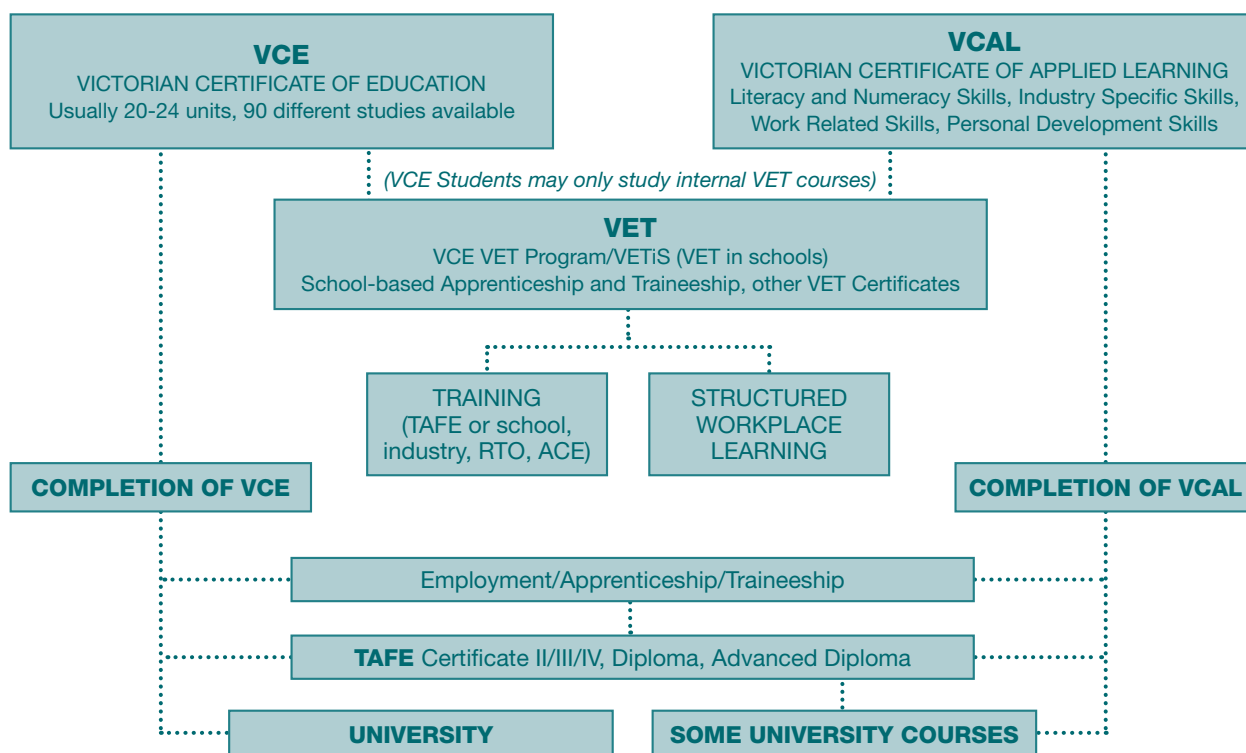 VCE
VICTORIAN CERTIFICATE OF EDUCATION
Usually 20-24 units, 90 different studies available
VCAL
VICTORIAN CERTIFICATE OF APPLIED LEARNING
Literacy and Numeracy Skills, Industry Specific Skills,
Work Related Skills, Personal Development Skills
(VCE Students may only study internal VET courses)
VET
VCE VET Program/VETiS (VET in schools)
School-based Apprenticeship and Traineeship, other VET Certificates
TRAINING
(TAFE or school,
industry, RTO, ACE)
STRUCTURED
WORKPLACE
LEARNING
COMPLETION OF VCE
COMPLETION OF VCAL
Employment/Apprenticeship/Traineeship
TAFE Certificate II/III/IV, Diploma, Advanced Diploma
UNIVERSITY
SOME UNIVERSITY COURSES